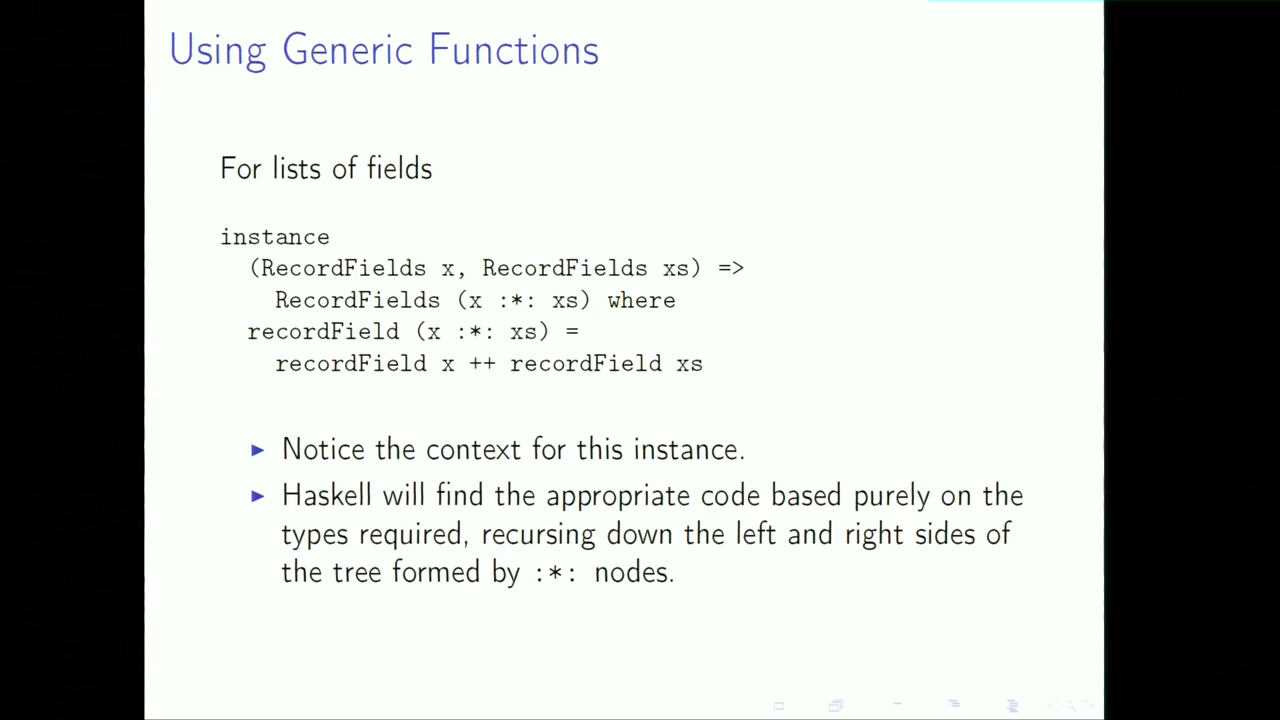 Using Generic Functions
For lists of fields
instance
(RecordFields x, RecordFields xs) =>
RecordFields (x :*: xs) where
recordField (x :*: xs) =
recordField x ++ recordField xs
Notice the context for this instance.
Haskell will find the appropriate code based purely on the
types required, recursing down the left and right sides of
the tree formed by :*: nodes.